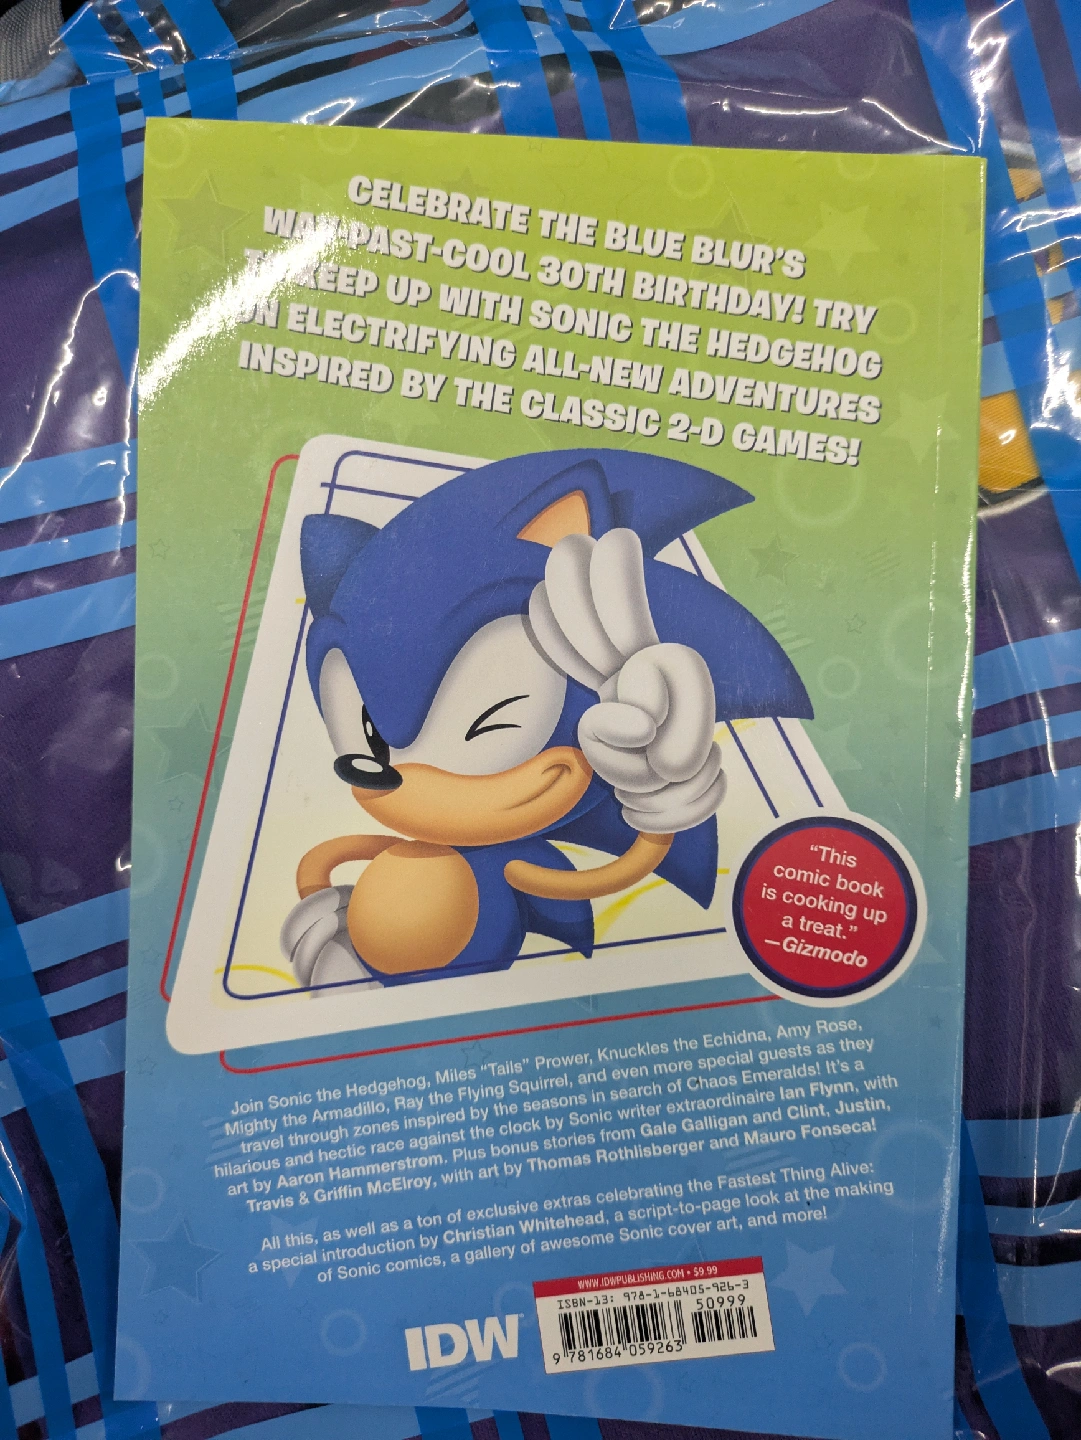 CELEBRATE THE BLUE BLUR'S
WAY-PAST-COOL 30TH BIRTHDAY! TRY
TO KEEP UP WITH SONIC THE HEDGEHOG
IN ELECTRIFYING ALL-NEW ADVENTURES
INSPIRED BY THE CLASSIC 2-D GAMES!
"This
comic book
is cooking up
a treat."
—Gizmodo
Join Sonic the Hedgehog, Miles "Tails" Prower, Knuckles the Echidna, Amy Rose,
Mighty the Armadillo, Ray the Flying Squirrel, and even more special guests as they
travel through zones inspired by the seasons in search of Chaos Emeralds! It's a
hilarious and hectic race against the clock by Sonic writer extraordinaire Ian Flynn, with
art by Aaron Hammerstrom. Plus bonus stories from Gale Galligan and Clint, Justin,
Travis & Griffin McElroy, with art by Thomas Rothlisberger and Mauro Fonseca!
All this, as well as a ton of exclusive extras celebrating the Fastest Thing Alive:
a special introduction by Christian Whitehead, a script-to-page look at the making
of Sonic comics, a gallery of awesome Sonic cover art, and more!
IDW
WWW.IDWPUBLISHING.COM • $9.99
ISBN-13: 978-1-68405-926-3
50999
9 781684 059263